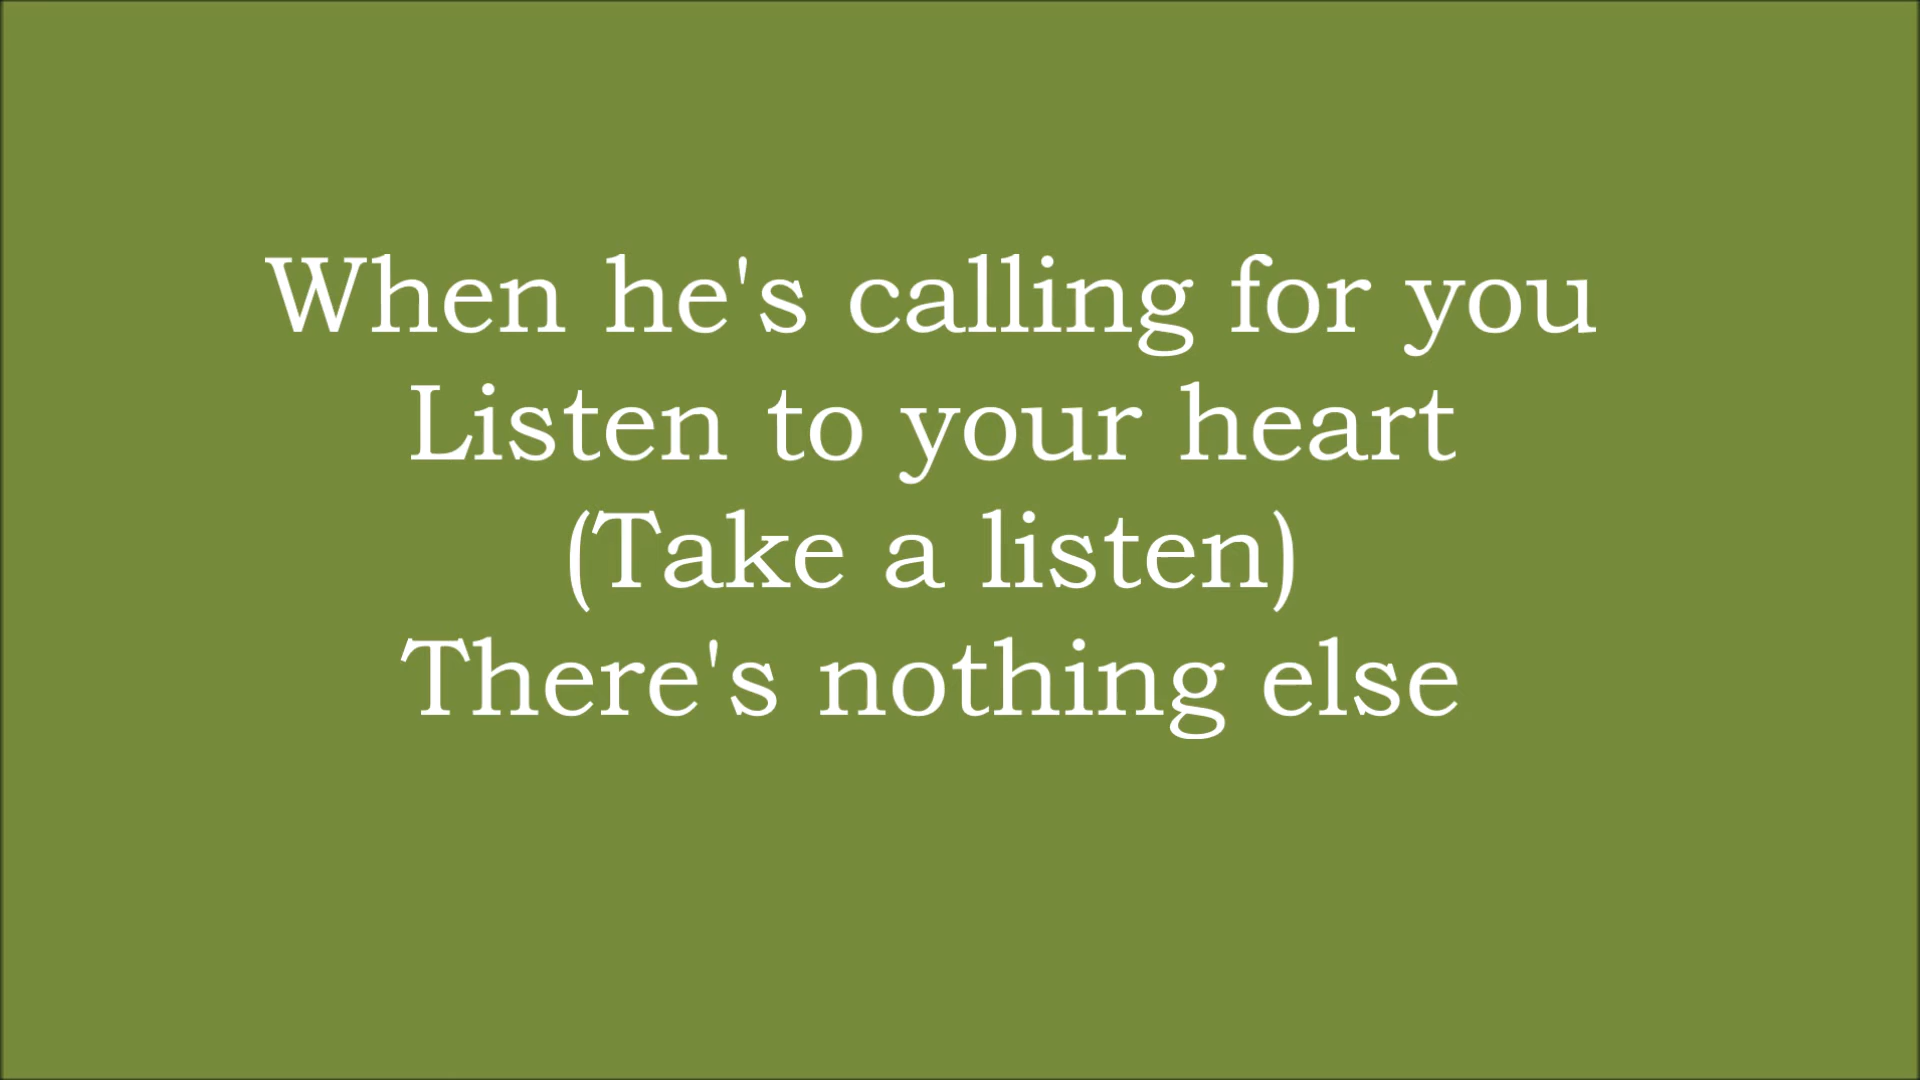 When he's calling for you
Listen to your heart
(Take a listen)
There's nothing else